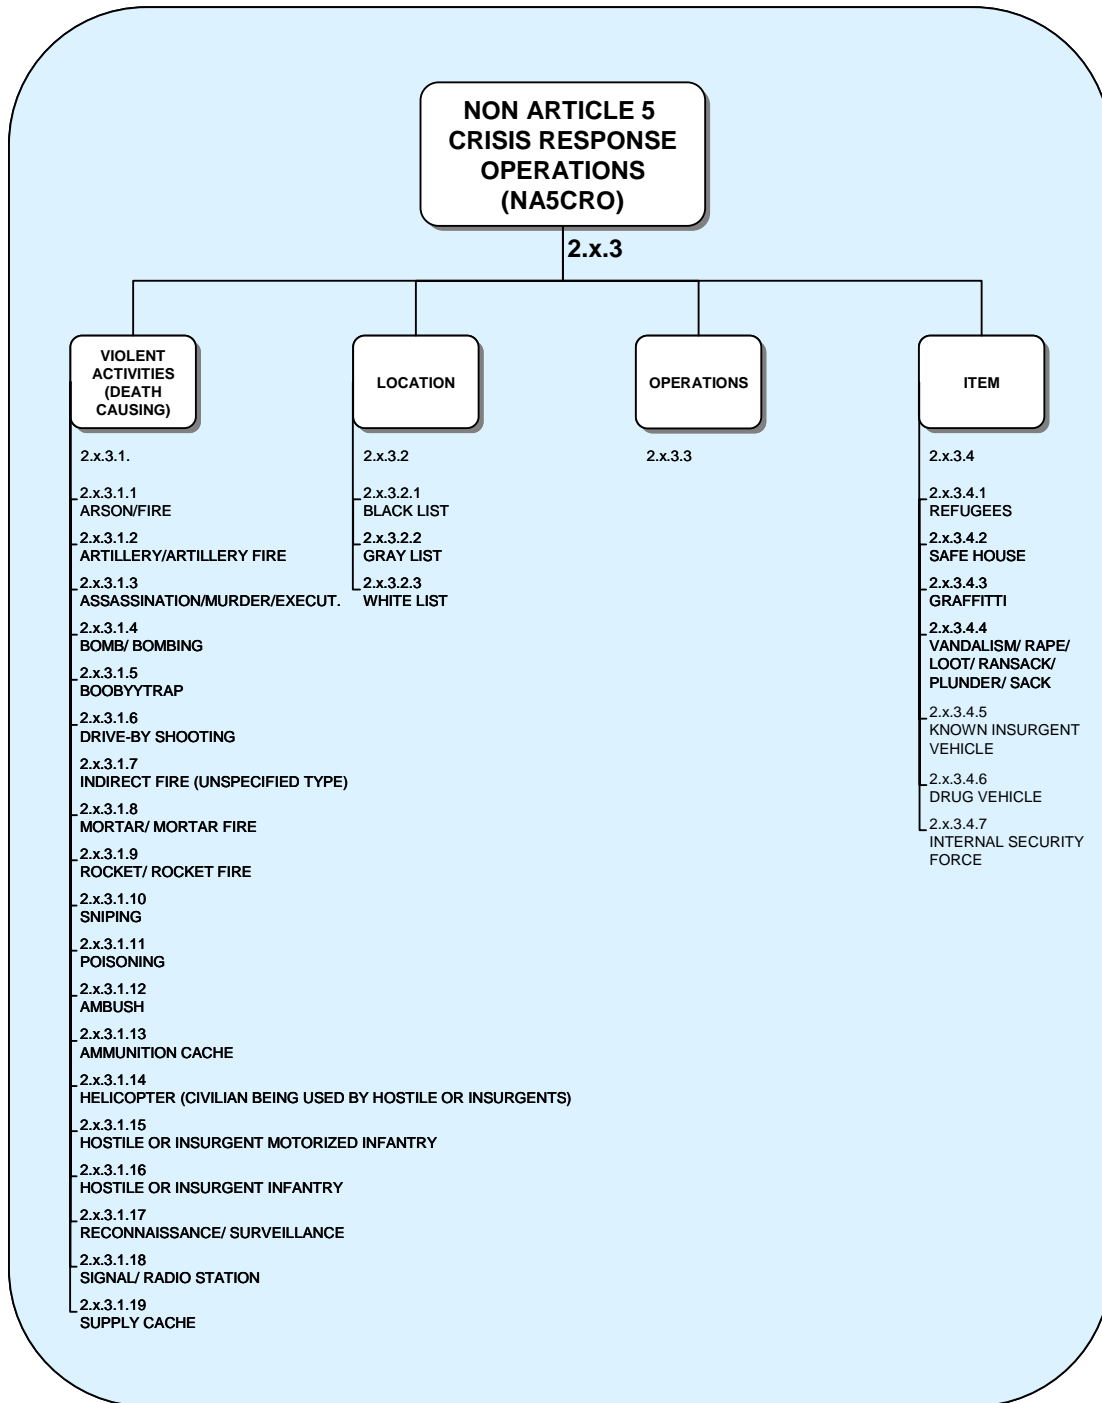 NON ARTICLE 5
CRISIS RESPONSE
OPERATIONS
(NA5CRO)
2.x.3
VIOLENT
ACTIVITIES
(DEATH
CAUSING)
2.x.3.1.
2.x.3.1.1
ARSON/FIRE
2.x.3.1.2
ARTILLERY/ARTILLERY FIRE
2.x.3.1.3
ASSASSINATION/MURDER/EXECUT.
2.x.3.1.4
BOMB/ BOMBING
2.x.3.1.5
BOOBYYTRAP
2.x.3.1.6
DRIVE-BY SHOOTING
2.x.3.1.7
INDIRECT FIRE (UNSPECIFIED TYPE)
2.x.3.1.8
MORTAR/ MORTAR FIRE
2.x.3.1.9
ROCKET/ ROCKET FIRE
2.x.3.1.10
SNIPING
2.x.3.1.11
POISONING
2.x.3.1.12
AMBUSH
2.x.3.1.13
AMMUNITION CACHE
2.x.3.1.14
HELICOPTER (CIVILIAN BEING USED BY HOSTILE OR INSURGENTS)
2.x.3.1.15
HOSTILE OR INSURGENT MOTORIZED INFANTRY
2.x.3.1.16
HOSTILE OR INSURGENT INFANTRY
2.x.3.1.17
RECONNAISSANCE/ SURVEILLANCE
2.x.3.1.18
SIGNAL/ RADIO STATION
2.x.3.1.19
SUPPLY CACHE
LOCATION
2.x.3.2
2.x.3.2.1
BLACK LIST
2.x.3.2.2
GRAY LIST
2.x.3.2.3
WHITE LIST
OPERATIONS
2.x.3.3
ITEM
2.x.3.4
2.x.3.4.1
REFUGEES
2.x.3.4.2
SAFE HOUSE
2.x.3.4.3
GRAFFITTI
2.x.3.4.4
VANDALISM/ RAPE/
LOOT/ RANSACK/
PLUNDER/ SACK
2.x.3.4.5
KNOWN INSURGENT
VEHICLE
2.x.3.4.6
DRUG VEHICLE
2.x.3.4.7
INTERNAL SECURITY
FORCE